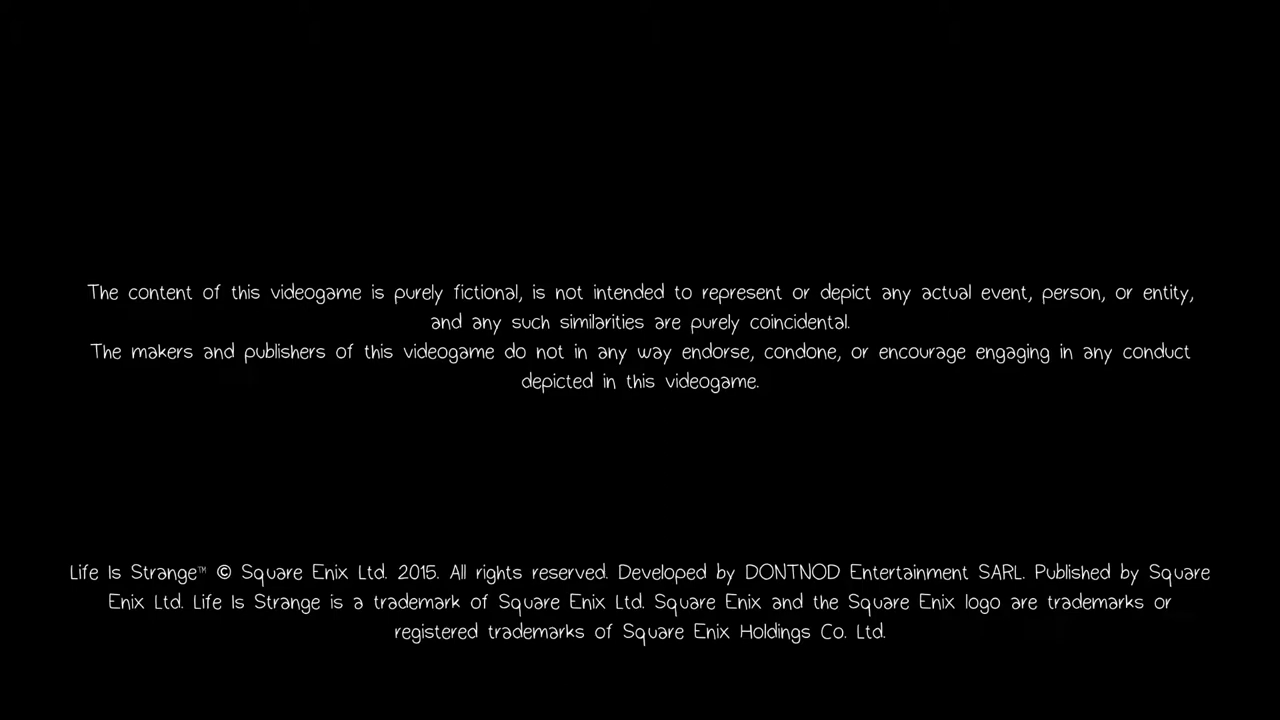 The content of this videogame is purely fictional, is not intended to represent or depict any actual event, person, or entity,
and any such similarities are purely coincidental.
The makers and publishers of this videogame do not in any way endorse, condone, or encourage engaging in any conduct
depicted in this videogame.
Life Is Strange™ © Square Enix Ltd. 2015. All rights reserved. Developed by DONTNOD Entertainment SARL. Published by Square
Enix Ltd. Life Is Strange is a trademark of Square Enix Ltd. Square Enix and the Square Enix logo are trademarks or
registered trademarks of Square Enix Holdings Co. Ltd.